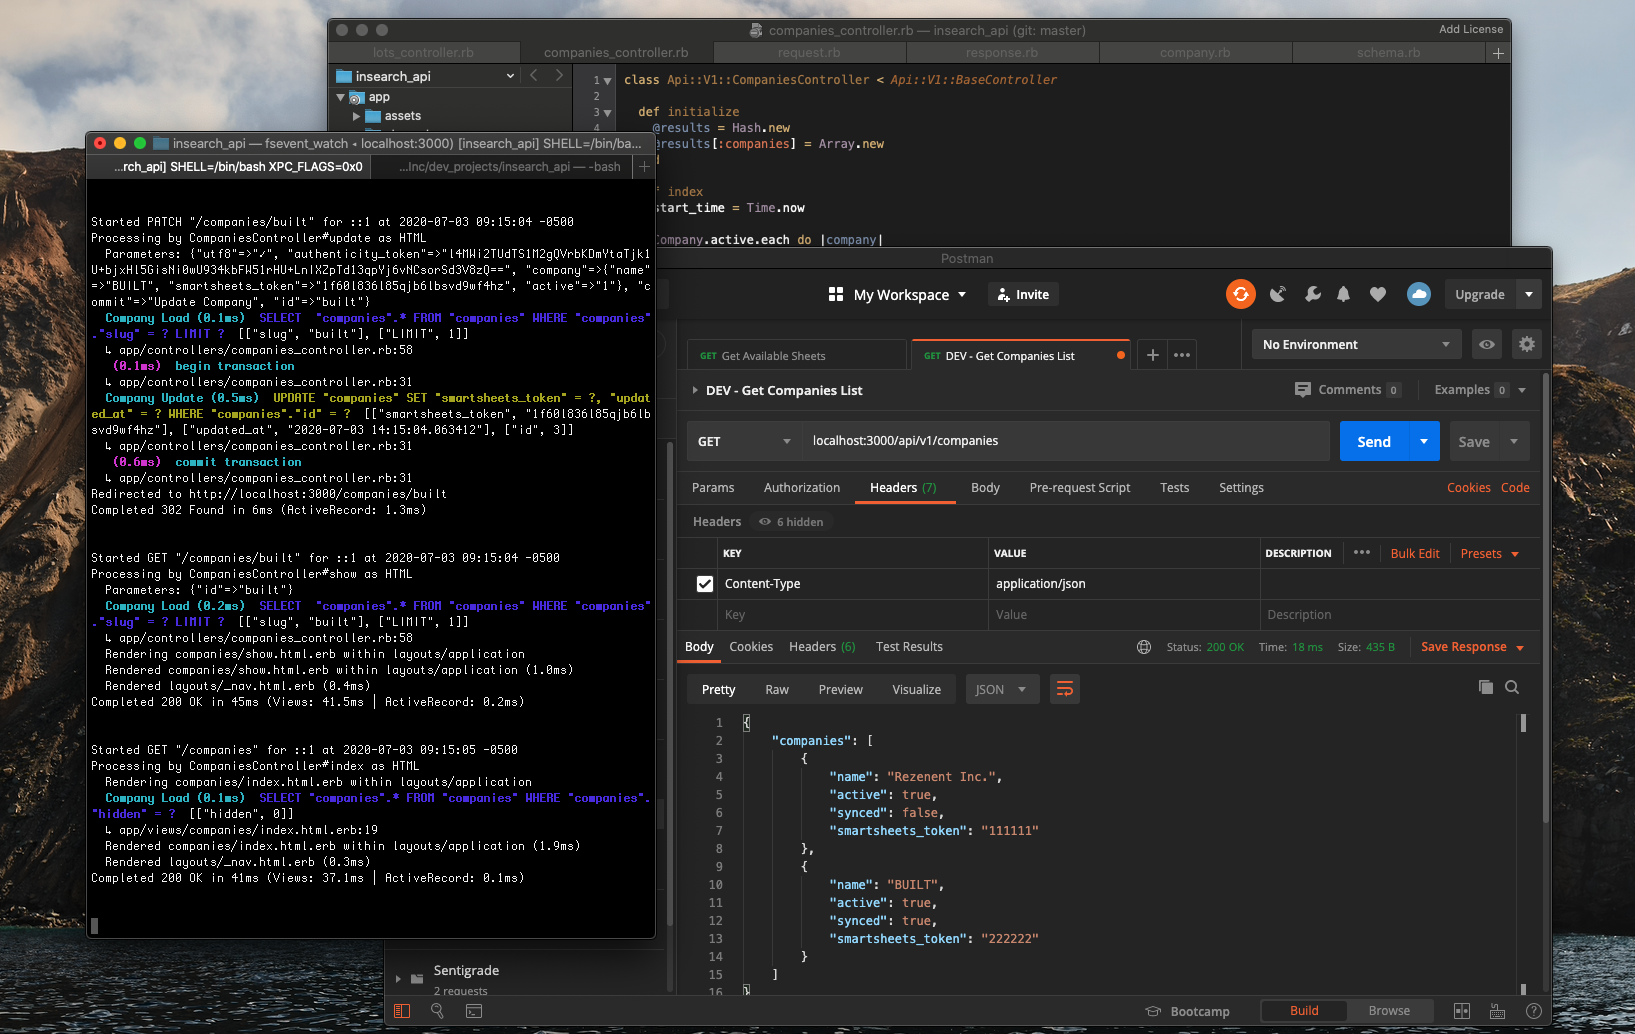 companies_controller.rb — insearch_api (git: master)
Add License
lots_controller.rb
companies_controller.rb
request.rb
response.rb
company.rb
schema.rb
insearch_api
app
assets
1 class Api::V1::CompaniesController < Api::V1::BaseController
2
3 def initialize
4 @results = Hash.new
@results[:companies] = Array.new
index
start_time = Time.now
Company.active.each do |company|
insearch_api — fsevent_watch ◂ localhost:3000) [insearch_api] SHELL=/bin/ba...
...rch_api] SHELL=/bin/bash XPC_FLAGS=0x0
...Inc/dev_projects/insearch_api — -bash
Started PATCH "/companies/built" for ::1 at 2020-07-03 09:15:04 -0500
Processing by CompaniesController#update as HTML
Parameters: {"utf8"=>"✓", "authenticity_token"=>"l4MWi2TUdTS1M2gQVrbKDmYtaTjk1
U+bjxHl5GisNi0wU934kbFW51rHU+LnIXZpTd13qpYj6vNCsorSd3V8zQ==", "company"=>{"name"
=>"BUILT", "smartsheets_token"=>"1f60l836l85qjb6lbsvd9wf4hz", "active"=>"1"}, "c
ommit"=>"Update Company", "id"=>"built"}
Company Load (0.1ms) SELECT "companies".* FROM "companies" WHERE "companies"
."slug" = ? LIMIT ? [["slug", "built"], ["LIMIT", 1]]
↳ app/controllers/companies_controller.rb:58
(0.1ms) begin transaction
↳ app/controllers/companies_controller.rb:31
Company Update (0.5ms) UPDATE "companies" SET "smartsheets_token" = ?, "updat
ed_at" = ? WHERE "companies"."id" = ? [["smartsheets_token", "1f60l836l85qjb6lb
svd9wf4hz"], ["updated_at", "2020-07-03 14:15:04.063412"], ["id", 3]]
↳ app/controllers/companies_controller.rb:31
(0.6ms) commit transaction
↳ app/controllers/companies_controller.rb:31
Redirected to http://localhost:3000/companies/built
Completed 302 Found in 6ms (ActiveRecord: 1.3ms)
Started GET "/companies/built" for ::1 at 2020-07-03 09:15:04 -0500
Processing by CompaniesController#show as HTML
Parameters: {"id"=>"built"}
Company Load (0.2ms) SELECT "companies".* FROM "companies" WHERE "companies"
."slug" = ? LIMIT ? [["slug", "built"], ["LIMIT", 1]]
↳ app/controllers/companies_controller.rb:58
Rendering companies/show.html.erb within layouts/application
Rendered companies/show.html.erb within layouts/application (1.0ms)
Rendered layouts/_nav.html.erb (0.4ms)
Completed 200 OK in 45ms (Views: 41.5ms | ActiveRecord: 0.2ms)
Started GET "/companies" for ::1 at 2020-07-03 09:15:05 -0500
Processing by CompaniesController#index as HTML
Rendering companies/index.html.erb within layouts/application
Company Load (0.1ms) SELECT "companies".* FROM "companies" WHERE "companies".
"hidden" = ? [["hidden", 0]]
↳ app/views/companies/index.html.erb:19
Rendered companies/index.html.erb within layouts/application (1.9ms)
Rendered layouts/_nav.html.erb (0.3ms)
Completed 200 OK in 41ms (Views: 37.1ms | ActiveRecord: 0.1ms)
Postman
My Workspace
Invite
Upgrade
GET Get Available Sheets
GET DEV - Get Companies List
No Environment
DEV - Get Companies List
Comments 0
Examples 0
GET
localhost:3000/api/v1/companies
Send
Save
Params Authorization Headers (7) Body Pre-request Script Tests Settings
Cookies Code
Headers 6 hidden
KEY VALUE DESCRIPTION Bulk Edit Presets
Content-Type application/json
Key Value Description
Body Cookies Headers (6) Test Results
Status: 200 OK Time: 18 ms Size: 435 B Save Response
Pretty Raw Preview Visualize JSON
1 {
2 "companies": [
3 {
4 "name": "Rezenent Inc.",
5 "active": true,
6 "synced": false,
7 "smartsheets_token": "111111"
8 },
9 {
10 "name": "BUILT",
11 "active": true,
12 "synced": true,
13 "smartsheets_token": "222222"
14 }
15 ]
16 }
Sentigrade
2 requests
Bootcamp
Build
Browse